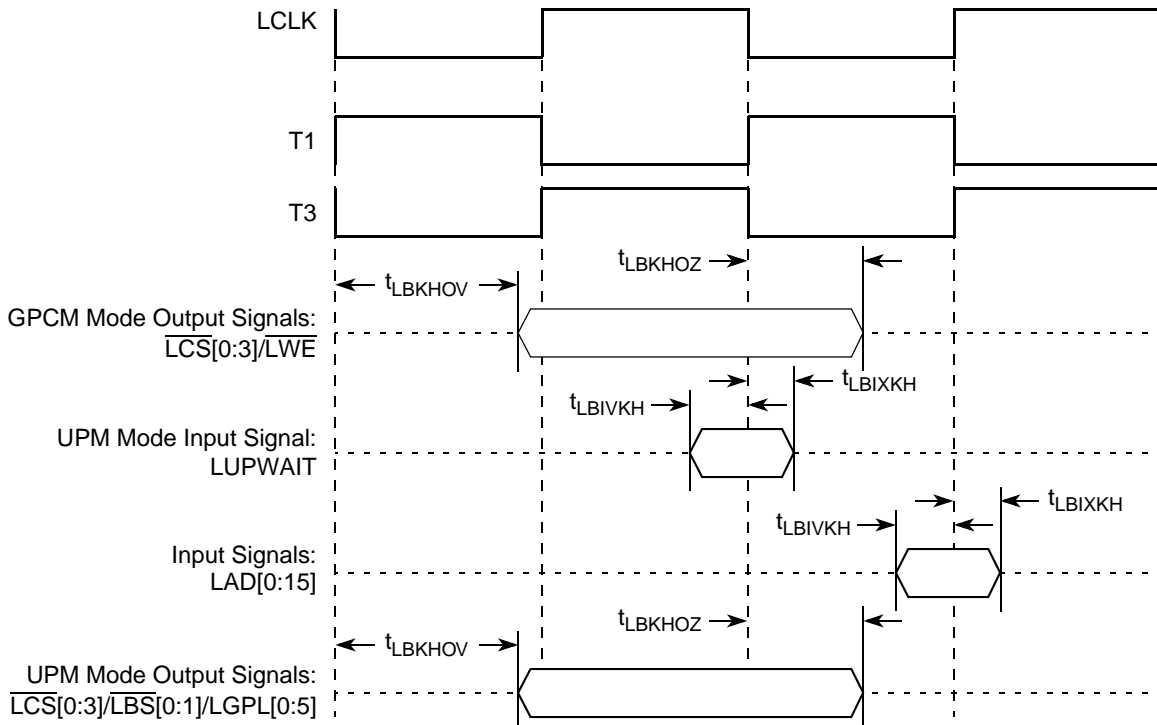 LCLK
T1
T3
tLBKHOZ
tLBKHOV
GPCM Mode Output Signals:
LCS[0:3]/LWE
tLBIXKH
tLBIVKH
UPM Mode Input Signal:
LUPWAIT
tLBIXKH
tLBIVKH
Input Signals:
LAD[0:15]
tLBKHOZ
tLBKHOV
UPM Mode Output Signals:
LCS[0:3]/LBS[0:1]/LGPL[0:5]